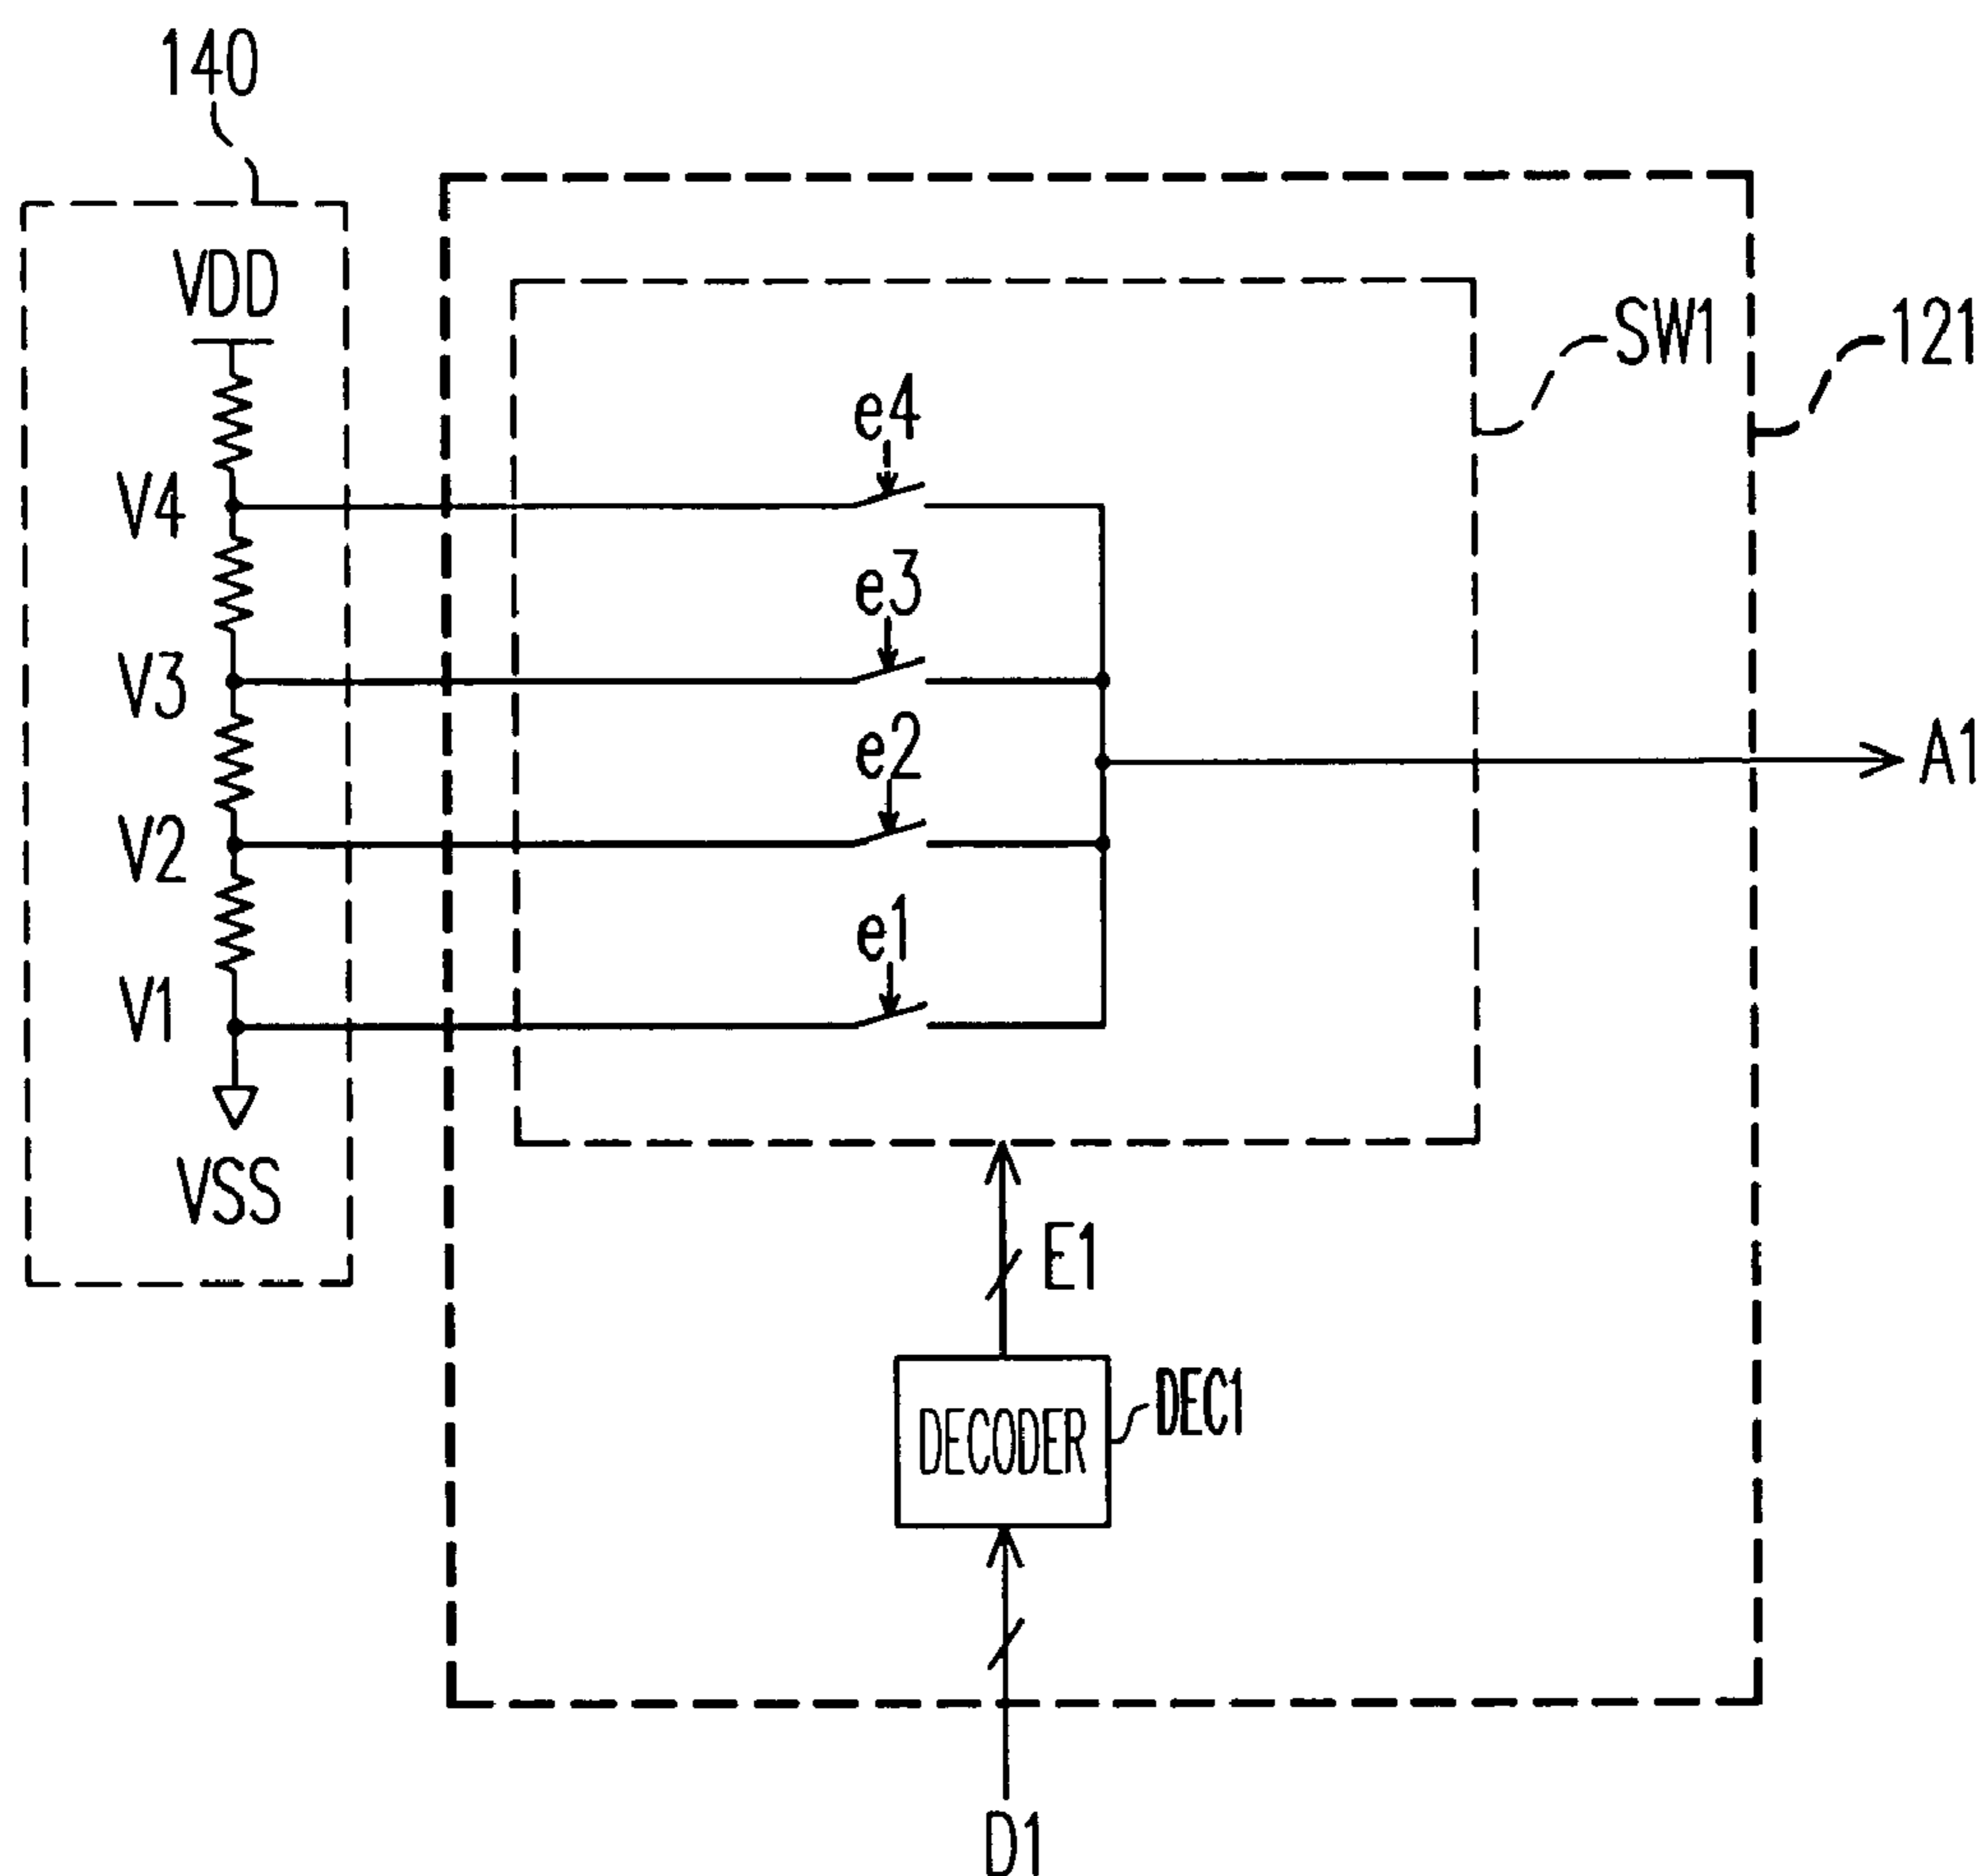 140
VDD
SW1
121
e4
V4
e3
V3
e2
A1
V2
e1
V1
VSS
E1
DECODER
DEC1
D1